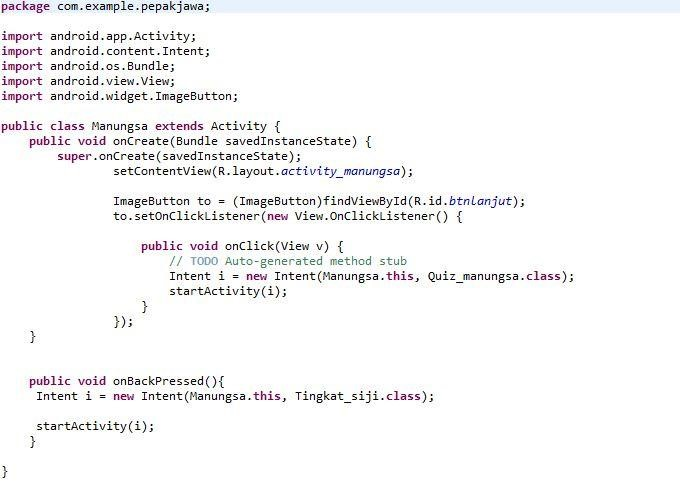 package com.example.pepakjawa;
import android.app.Activity;
import android.content.Intent;
import android.os.Bundle;
import android.view.View;
import android.widget.ImageButton;
public class Manungsa extends Activity {
public void onCreate(Bundle savedInstanceState) {
super.onCreate(savedInstanceState);
setContentView(R.layout.activity_manungsa);
ImageButton to = (ImageButton)findViewById(R.id.btnlanjut);
to.setOnClickListener(new View.OnClickListener() {
public void onClick(View v) {
// TODO Auto-generated method stub
Intent i = new Intent(Manungsa.this, Quiz_manungsa.class);
startActivity(i);
}
});
}
public void onBackPressed(){
Intent i = new Intent(Manungsa.this, Tingkat_siji.class);
startActivity(i);
}
}